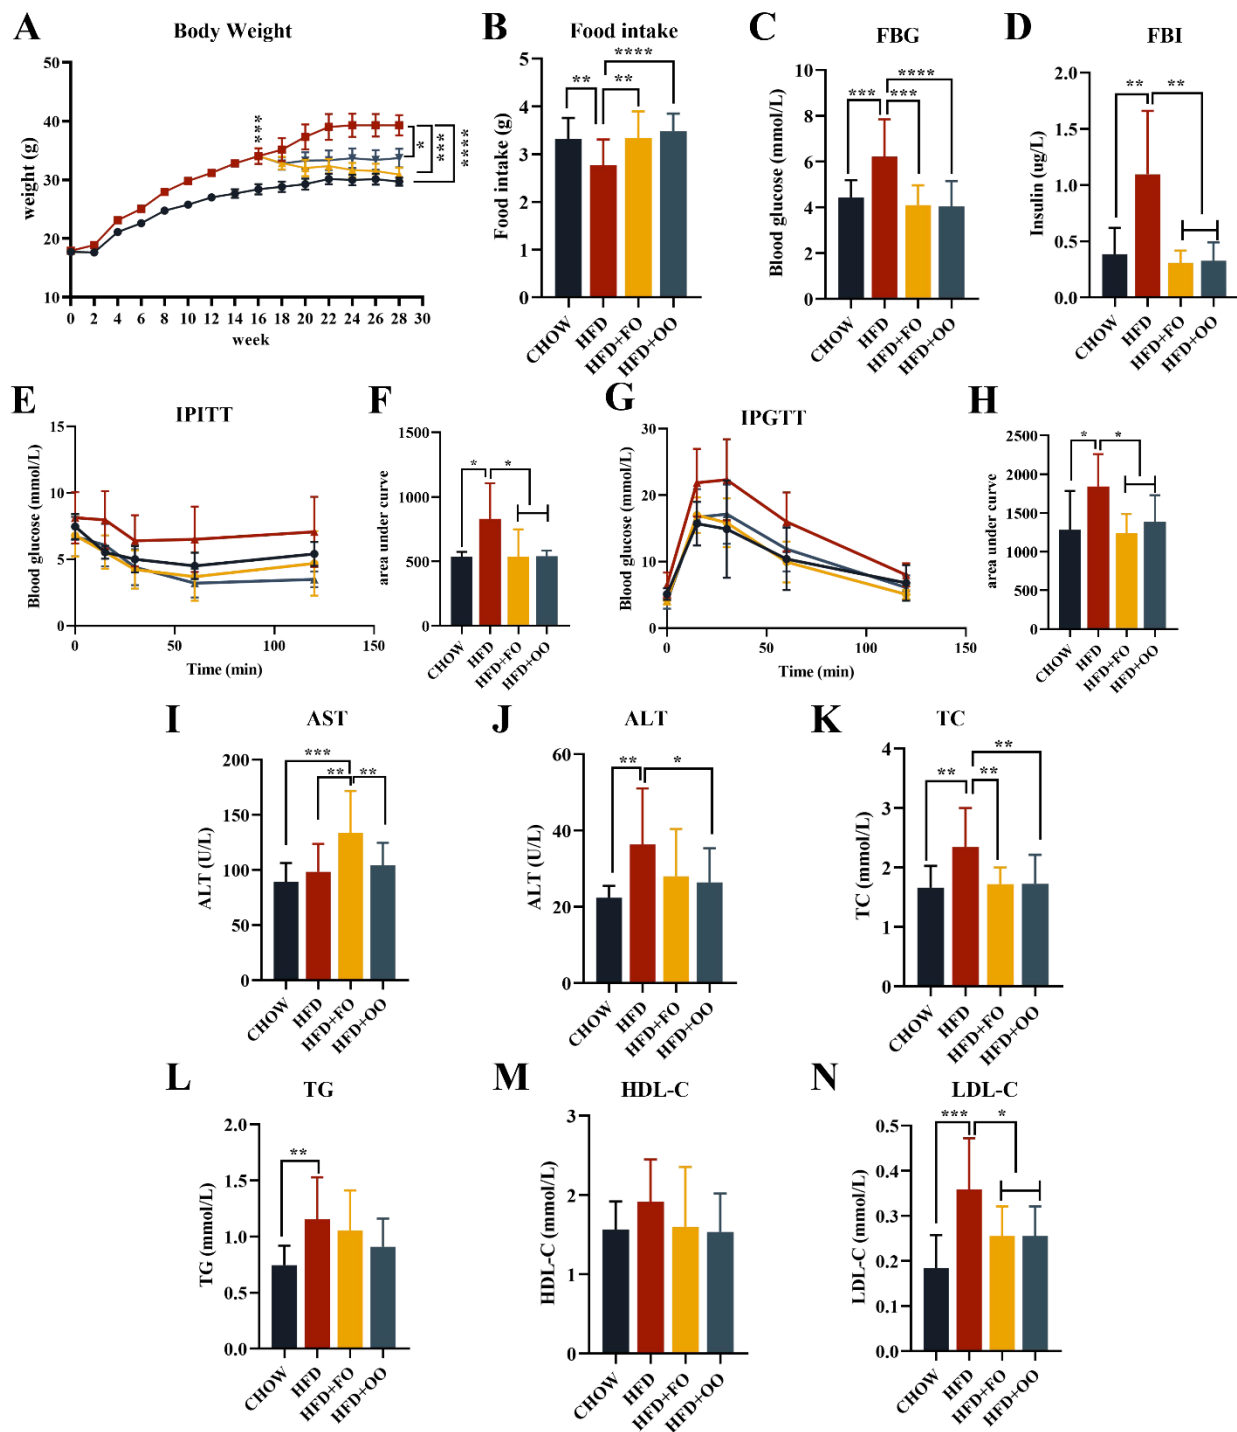 A
Body Weight
weight (g)
50
40
30
20
10
0 2 4 6 8 10 12 14 16 18 20 22 24 26 28 30
week
***
*
***
****
B
Food intake
Food intake (g)
5
4
3
2
1
0
** ** ****
CHOW HFD HFD+FO HFD+OO
C
FBG
Blood glucose (mmol/L)
10
8
6
4
2
0
*** *** ****
CHOW HFD HFD+FO HFD+OO
D
FBI
Insulin (ug/L)
2.0
1.5
1.0
0.5
0.0
** **
CHOW HFD HFD+FO HFD+OO
E
IPITT
Blood glucose (mmol/L)
15
10
5
0
0 50 100 150
Time (min)
F
area under curve
1500
1000
500
0
* *
CHOW HFD HFD+FO HFD+OO
G
IPGTT
Blood glucose (mmol/L)
30
20
10
0
0 50 100 150
Time (min)
H
area under curve
2500
2000
1500
1000
500
0
* *
CHOW HFD HFD+FO HFD+OO
I
AST
ALT (U/L)
200
150
100
50
0
*** ** **
CHOW HFD HFD+FO HFD+OO
J
ALT
ALT (U/L)
60
40
20
0
** *
CHOW HFD HFD+FO HFD+OO
K
TC
TC (mmol/L)
4
3
2
1
0
** ** **
CHOW HFD HFD+FO HFD+OO
L
TG
TG (mmol/L)
2.0
1.5
1.0
0.5
0.0
**
CHOW HFD HFD+FO HFD+OO
M
HDL-C
HDL-C (mmol/L)
3
2
1
0
CHOW HFD HFD+FO HFD+OO
N
LDL-C
LDL-C (mmol/L)
0.5
0.4
0.3
0.2
0.1
0.0
*** *
CHOW HFD HFD+FO HFD+OO